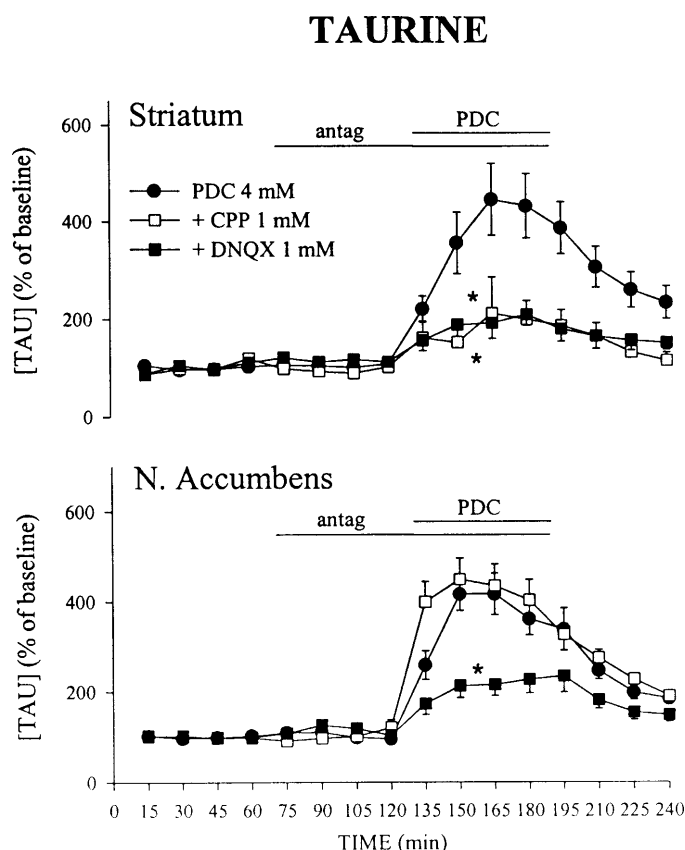 TAURINE
Striatum
antag
PDC
PDC 4 mM
+ CPP 1 mM
+ DNQX 1 mM
[TAU] (% of baseline)
600
400
200
0
*
*
N. Accumbens
antag
PDC
[TAU] (% of baseline)
600
400
200
0
*
0 15 30 45 60 75 90 105 120 135 150 165 180 195 210 225 240
TIME (min)